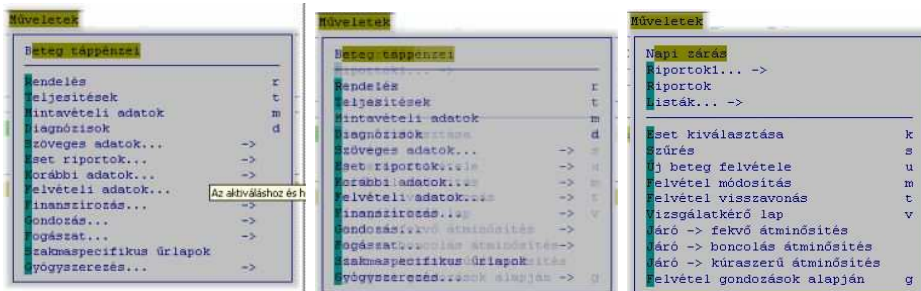 Műveletek
Beteg táppénzei
Rendelés r
Teljesítések t
Mintavételi adatok m
Diagnózisok d
Szöveges adatok... ->
Eset riportok... ->
Korábbi adatok... ->
Felvételi adatok... ->
Az aktiváláshoz és h
Finanszírozás... ->
Gondozás... ->
Fogászat... ->
Szakmaspecifikus űrlapok
Gyógyszerezés... ->
Műveletek
Beteg táppénzei
Riportok1... ->
Rendelés r
Teljesítések t
Mintavételi adatok m
Diagnózisok d
Szöveges adatok... -> s
Eset riportok... -> u
Korábbi adatok... -> m
Felvételi adatok... -> t
Finanszírozás... -> v
Gondozás... ->
Fogászat... ->
Szakmaspecifikus űrlapok
Gyógyszerezés... -> g
Műveletek
Napi zárás
Riportok1... ->
Riportok
Listák... ->
Eset kiválasztása k
Szűrés s
Új beteg felvétele u
Felvétel módosítás m
Felvétel visszavonás t
Vizsgálatkérő lap v
Járó -> fekvő átminősítés
Járó -> boncolás átminősítés
Járó -> kúraszerű átminősítés
Felvétel gondozások alapján g